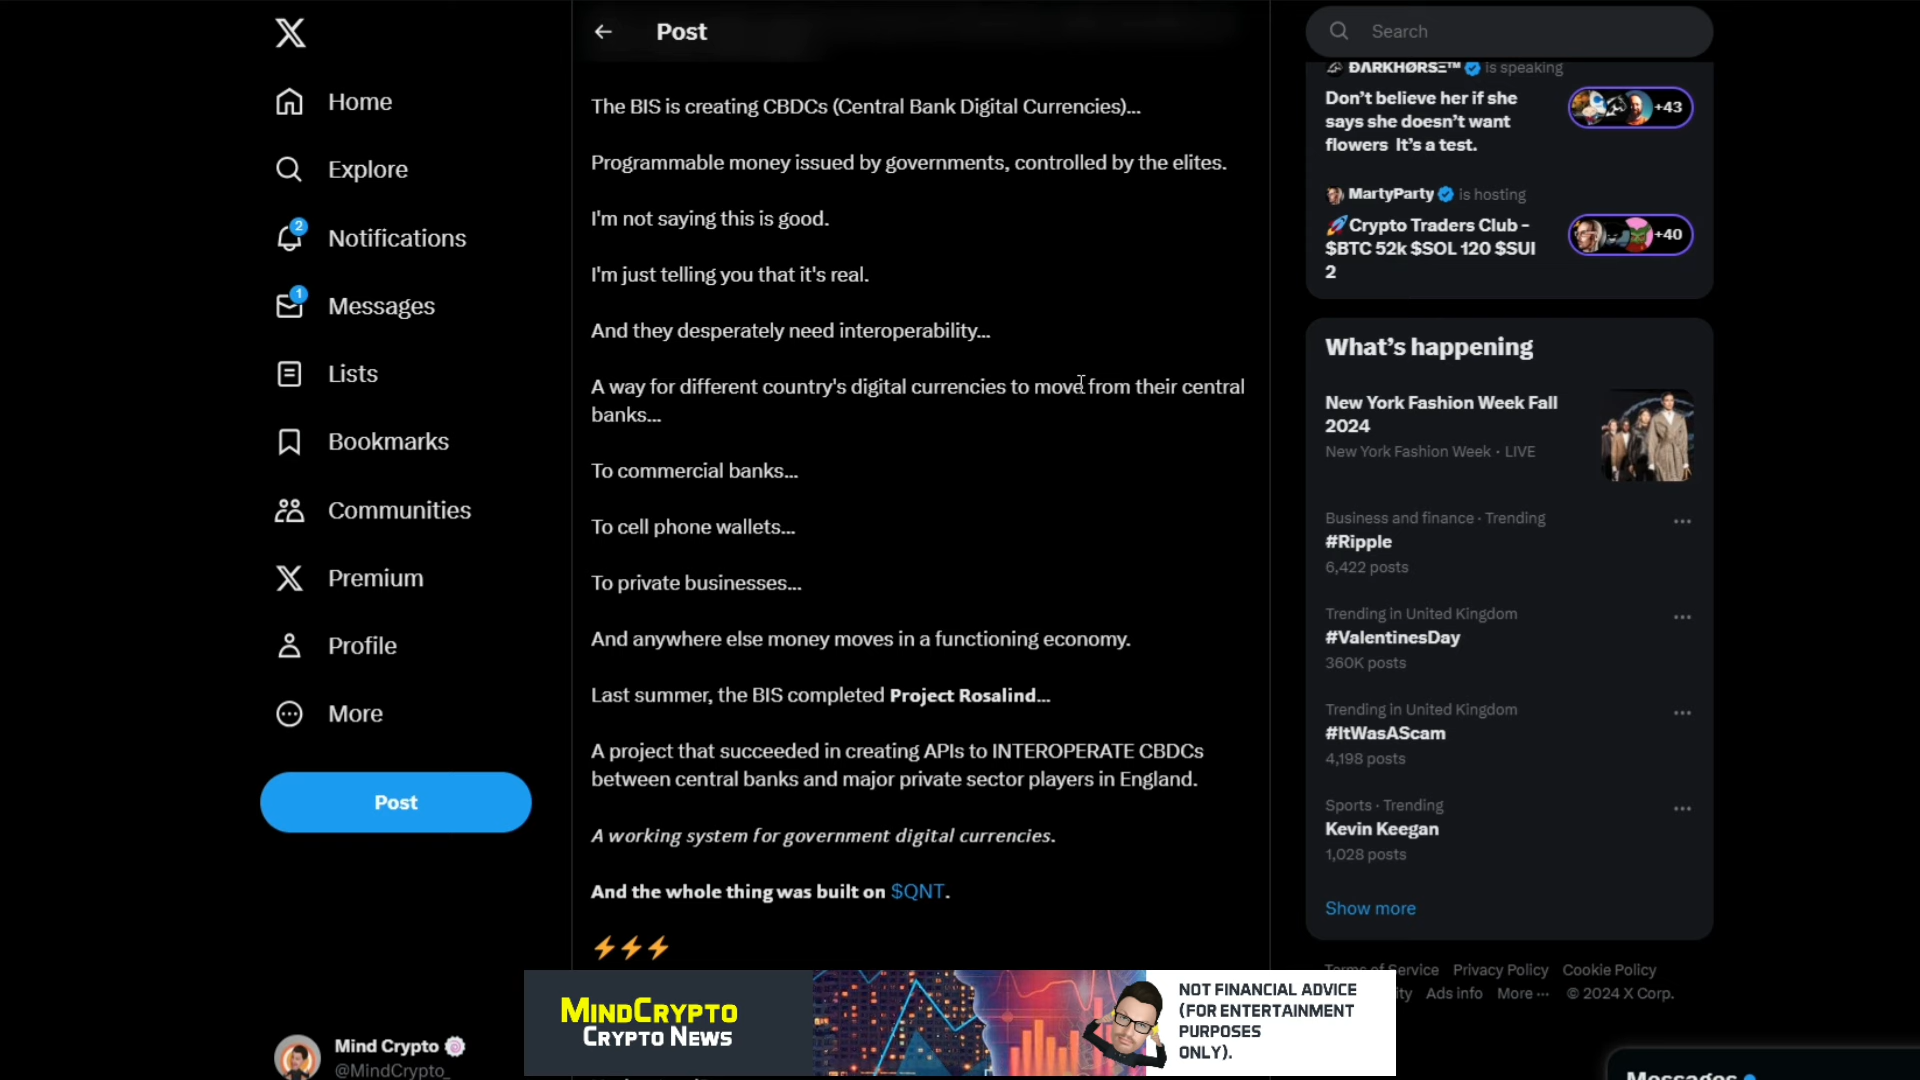 Home
Explore
2
Notifications
1
Messages
Lists
Bookmarks
Communities
Premium
Profile
More
Post
Mind Crypto
@MindCrypto_
Post
The BIS is creating CBDCs (Central Bank Digital Currencies)...
Programmable money issued by governments, controlled by the elites.
I'm not saying this is good.
I'm just telling you that it's real.
And they desperately need interoperability...
A way for different country's digital currencies to move from their central
banks...
To commercial banks...
To cell phone wallets...
To private businesses...
And anywhere else money moves in a functioning economy.
Last summer, the BIS completed Project Rosalind...
A project that succeeded in creating APIs to INTEROPERATE CBDCs
between central banks and major private sector players in England.
A working system for government digital currencies.
And the whole thing was built on $QNT.
⚡⚡⚡
MINDCRYPTO
CRYPTO NEWS
NOT FINANCIAL ADVICE
(FOR ENTERTAINMENT
PURPOSES
ONLY).
Search
ÐΛRKHØRSΞ™ is speaking
Don't believe her if she
says she doesn't want
flowers It's a test.
+43
MartyParty is hosting
🚀Crypto Traders Club -
$BTC 52k $SOL 120 $SUI
2
+40
What's happening
New York Fashion Week Fall
2024
New York Fashion Week · LIVE
Business and finance · Trending
#Ripple
6,422 posts
Trending in United Kingdom
#ValentinesDay
360K posts
Trending in United Kingdom
#ItWasAScam
4,198 posts
Sports · Trending
Kevin Keegan
1,028 posts
Show more
Terms of Service Privacy Policy Cookie Policy
Ads info More ··· © 2024 X Corp.
Messages